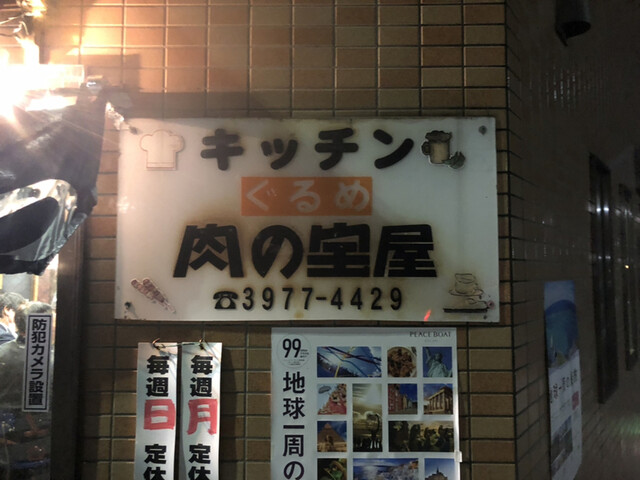 キッチン
ぐるめ
肉の宝屋
☎3977-4429
防犯カメラ設置
毎週日定休
毎週月定休
PEACE BOAT
99
地球一周の